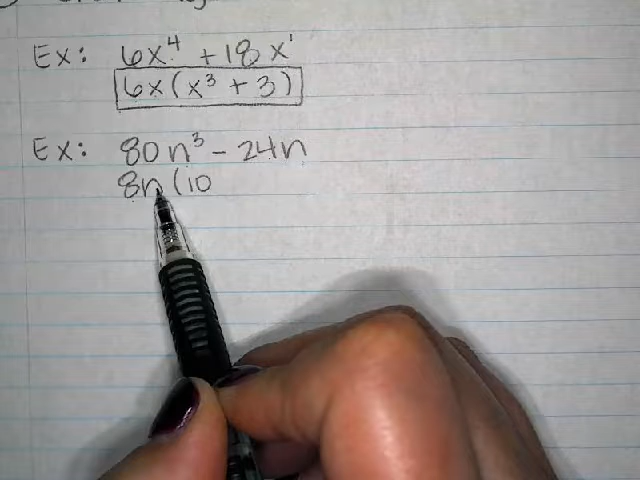 Ex: 6x⁴ + 18x¹
6x(x³ + 3)
Ex: 80n³ - 24n
8n(10